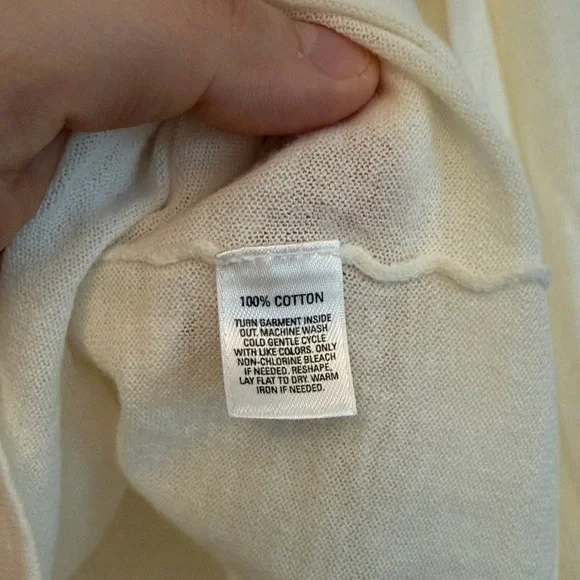 100% COTTON
TURN GARMENT INSIDE
OUT. MACHINE WASH
COLD GENTLE CYCLE
WITH LIKE COLORS. ONLY
NON-CHLORINE BLEACH
IF NEEDED. RESHAPE,
LAY FLAT TO DRY. WARM
IRON IF NEEDED.